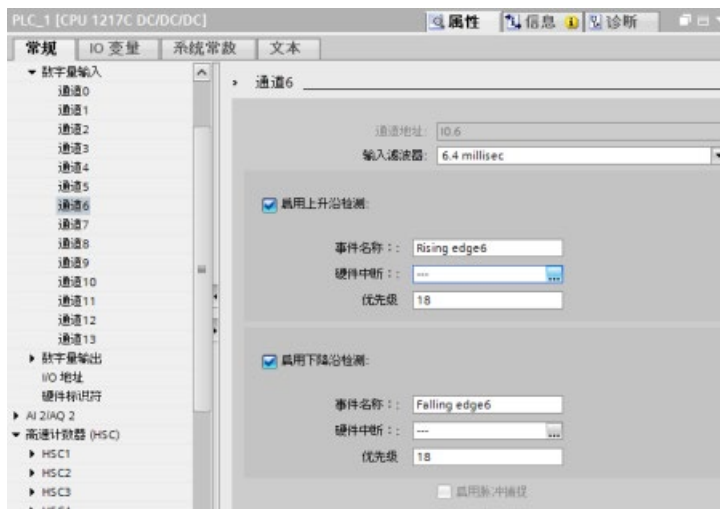 PLC_1 [CPU 1217C DC/DC/DC]
属性 信息 诊断
常规 IO 变量 系统常数 文本
数字量输入
通道0
通道1
通道2
通道3
通道4
通道5
通道6
通道7
通道8
通道9
通道10
通道11
通道12
通道13
数字量输出
I/O 地址
硬件标识符
AI 2/AQ 2
高速计数器 (HSC)
HSC1
HSC2
HSC3
通道6
通道地址: I0.6
输入滤波器: 6.4 millisec
启用上升沿检测:
事件名称:: Rising edge6
硬件中断:: ---
优先级 18
启用下降沿检测:
事件名称:: Falling edge6
硬件中断:: ---
优先级 18
启用脉冲捕捉